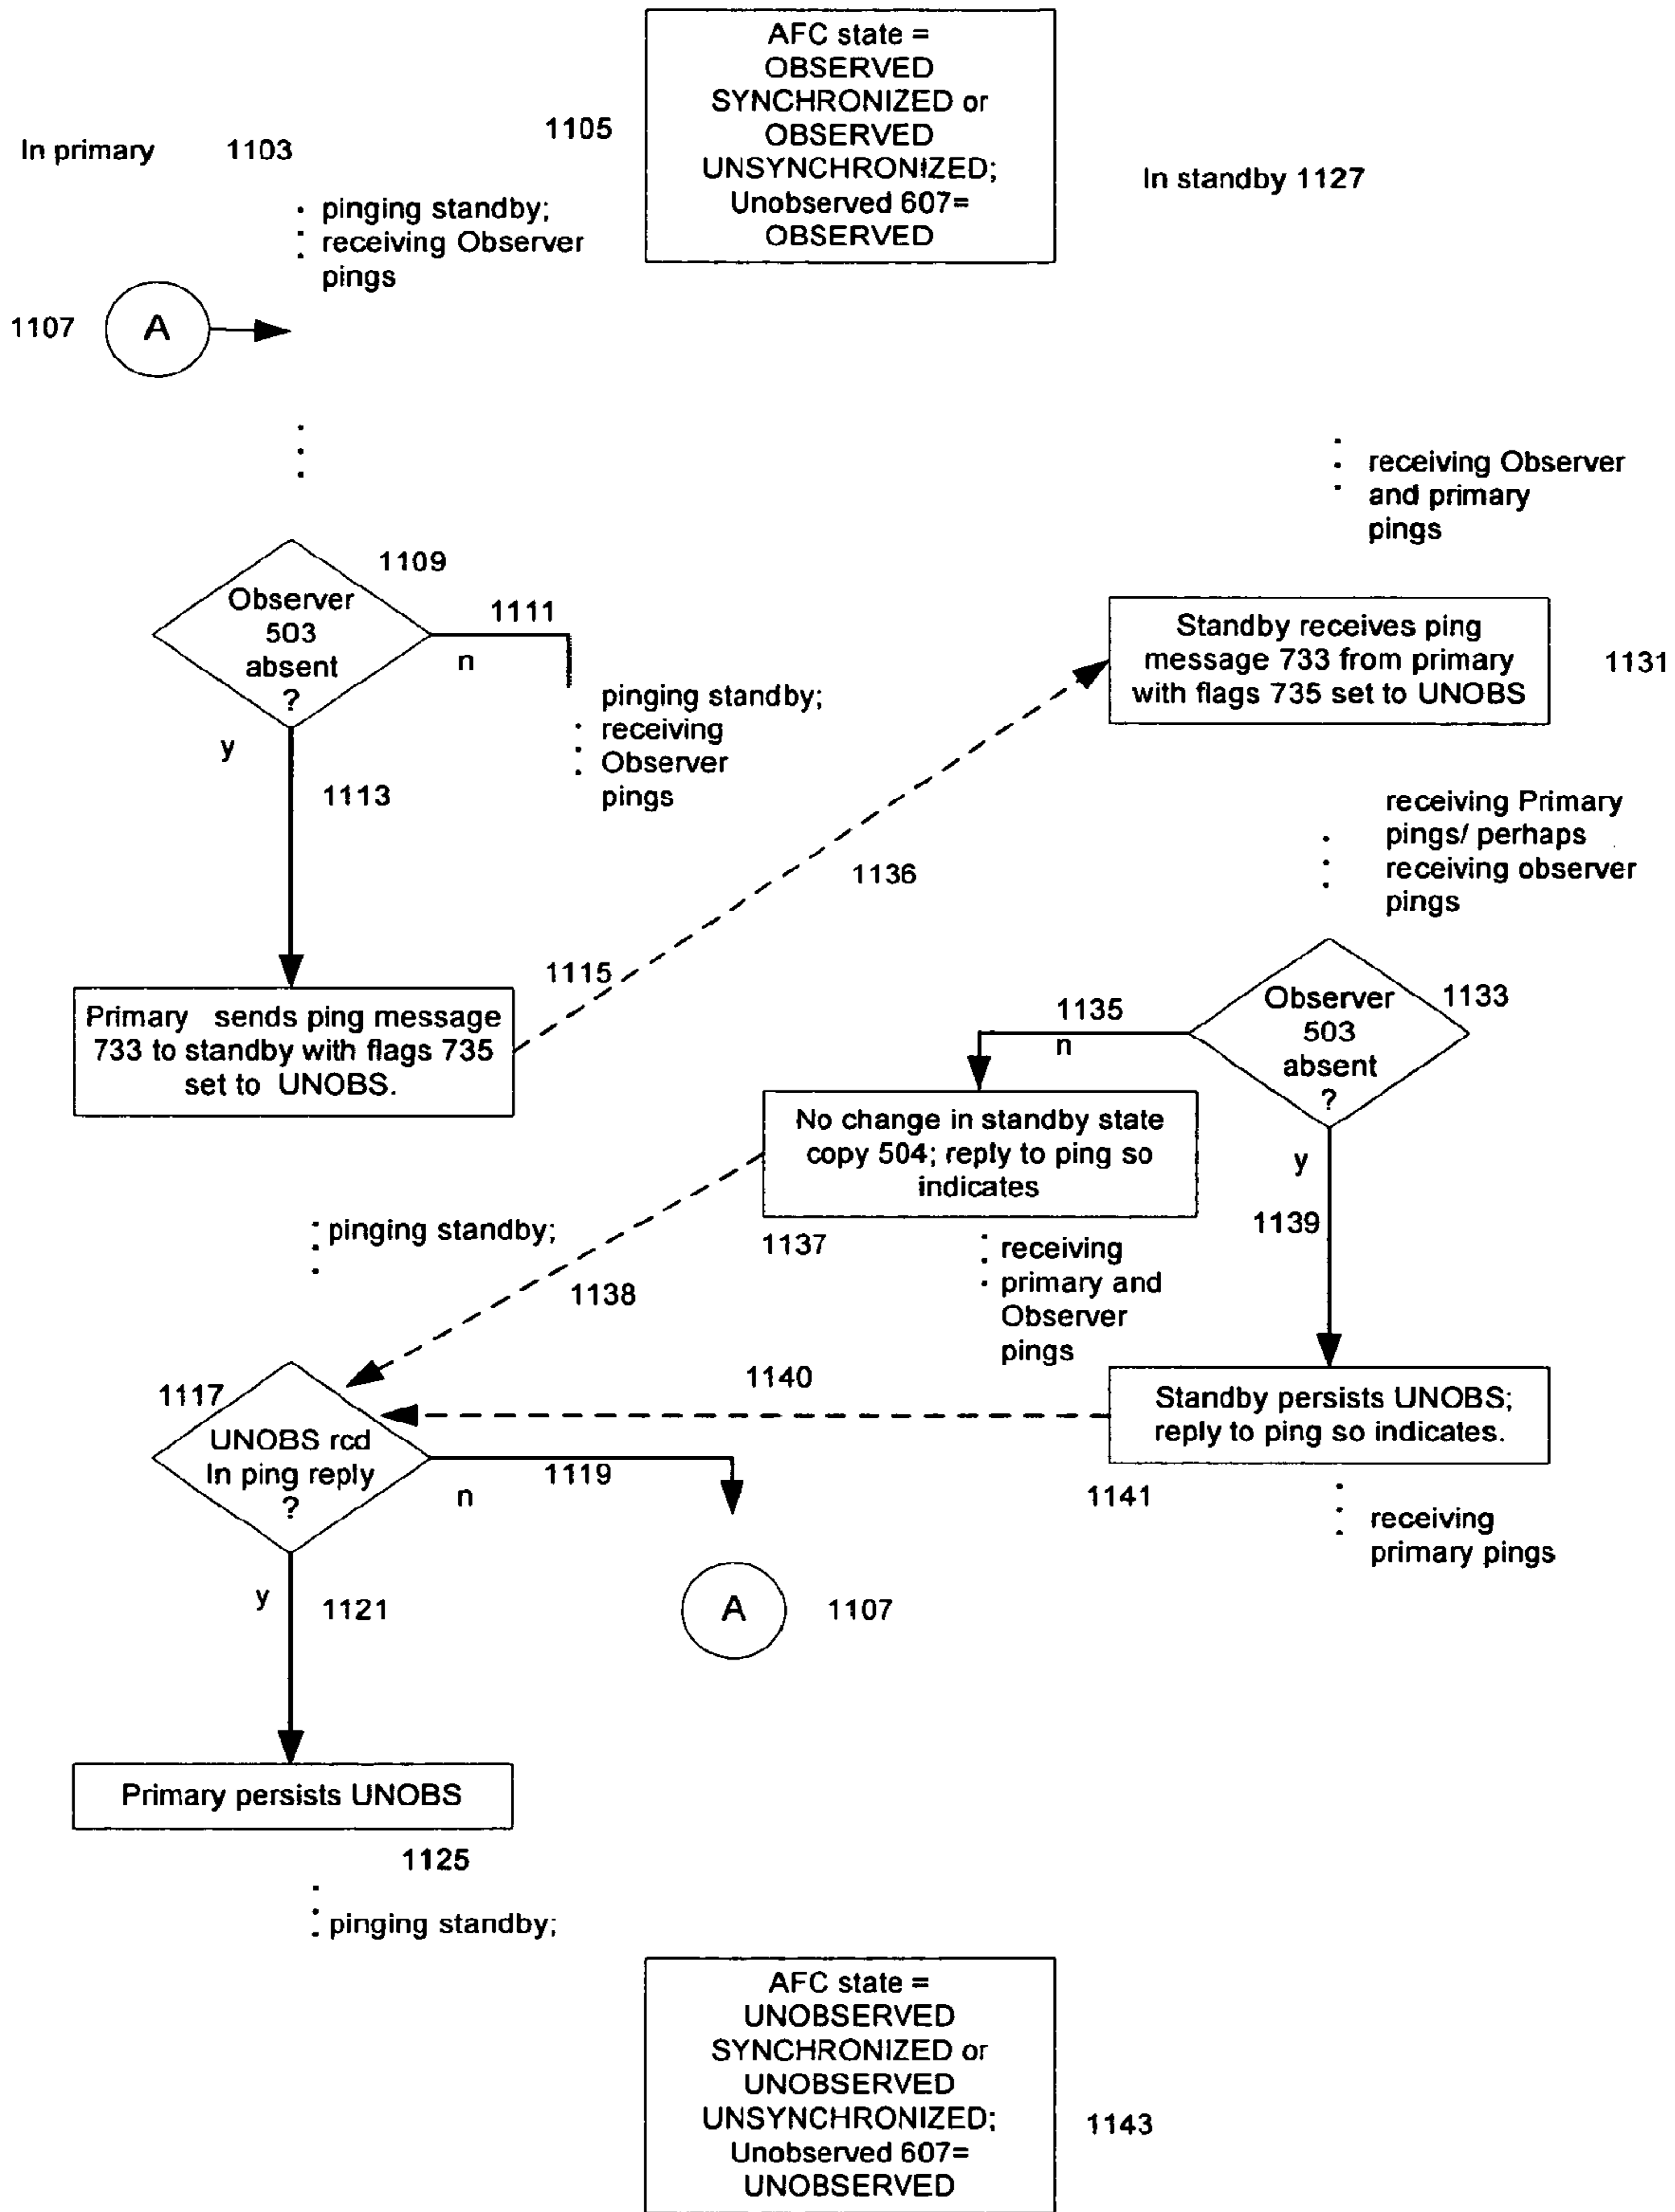 AFC state =
OBSERVED
SYNCHRONIZED or
OBSERVED
UNSYNCHRONIZED;
Unobserved 607=
OBSERVED
1105
In primary 1103
In standby 1127
pinging standby;
receiving Observer
pings
1107
A
receiving Observer
and primary
pings
1109
Observer
503
absent
?
1111
n
y
pinging standby;
receiving
Observer
pings
1113
Standby receives ping
message 733 from primary
with flags 735 set to UNOBS
1131
1136
receiving Primary
pings/ perhaps
receiving observer
pings
1115
Primary sends ping message
733 to standby with flags 735
set to UNOBS.
1133
Observer
503
absent
?
1135
n
y
No change in standby state
copy 504; reply to ping so
indicates
1137
1139
pinging standby;
receiving
primary and
Observer
pings
1138
1140
1117
UNOBS rcd
In ping reply
?
1119
n
y
Standby persists UNOBS;
reply to ping so indicates.
1141
receiving
primary pings
1121
A
1107
Primary persists UNOBS
1125
pinging standby;
AFC state =
UNOBSERVED
SYNCHRONIZED or
UNOBSERVED
UNSYNCHRONIZED;
Unobserved 607=
UNOBSERVED
1143